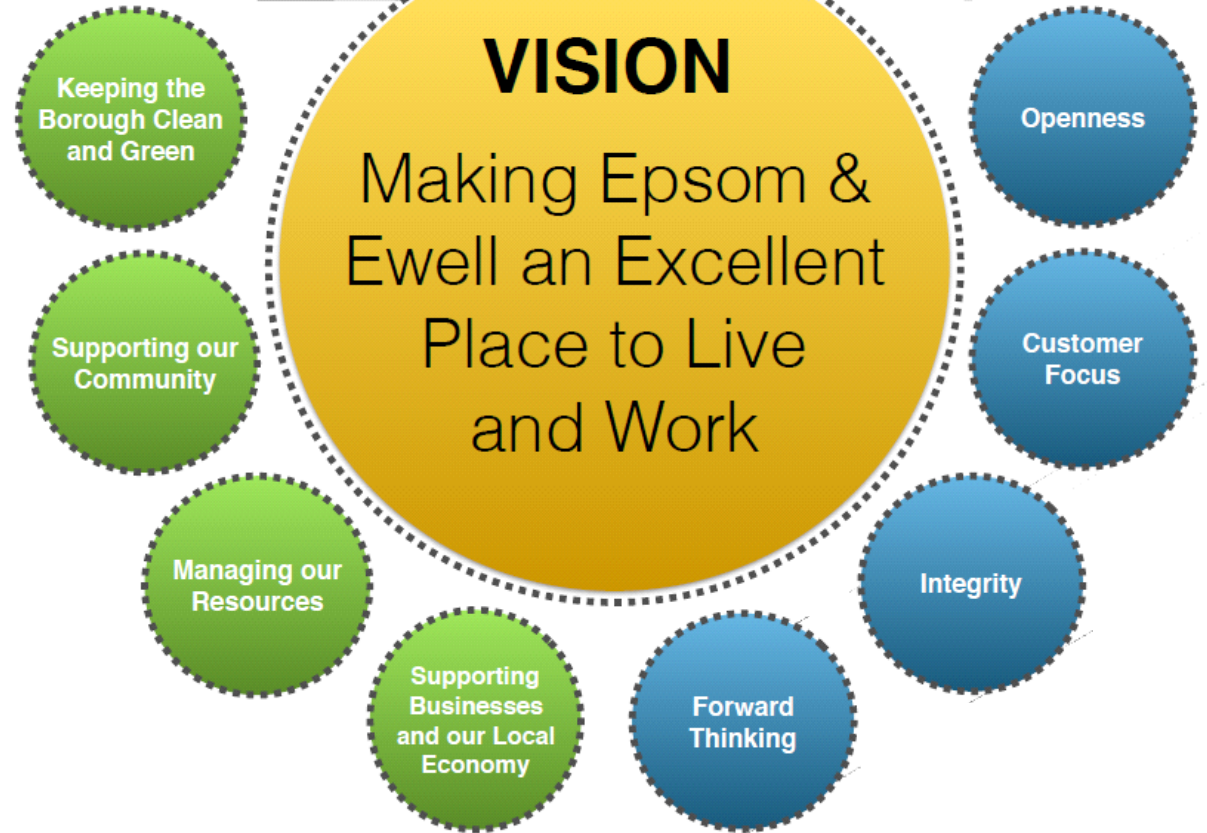 VISION
Making Epsom &
Ewell an Excellent
Place to Live
and Work
Keeping the
Borough Clean
and Green
Supporting our
Community
Managing our
Resources
Supporting
Businesses
and our Local
Economy
Forward
Thinking
Integrity
Customer
Focus
Openness